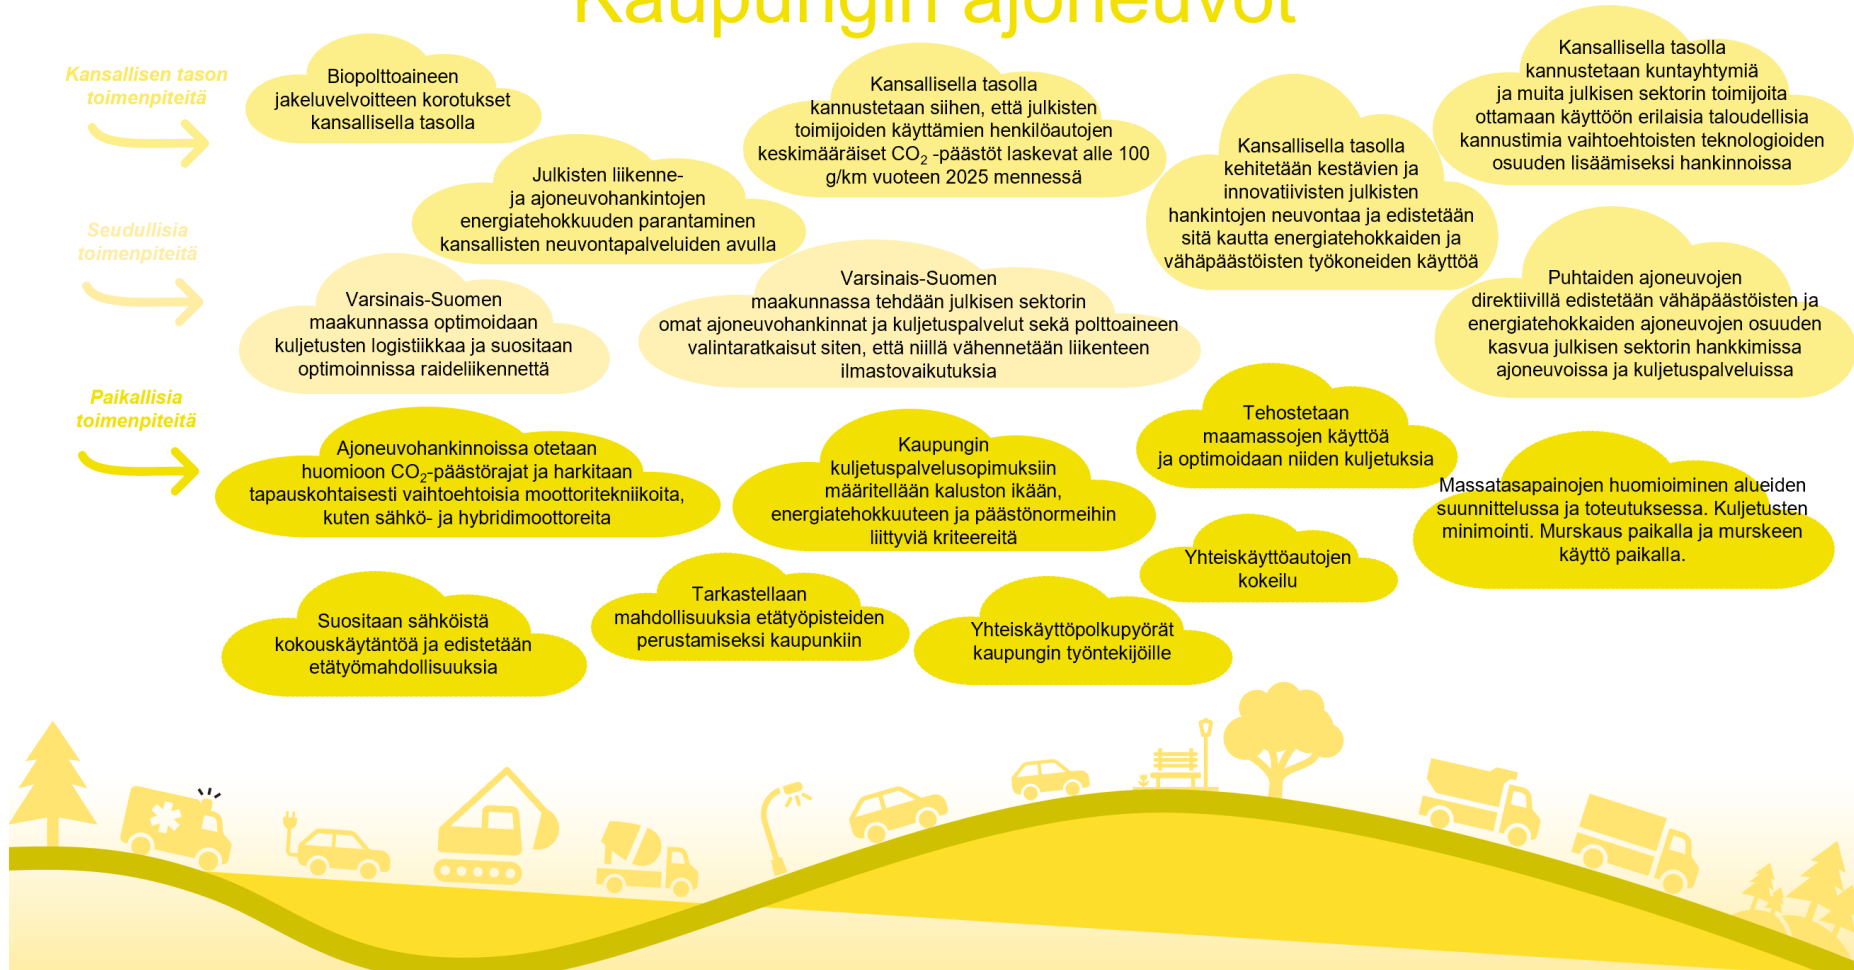 Kaupungin ajoneuvot
Kansallisen tason
toimenpiteitä
Biopolttoaineen
jakeluvelvoitteen korotukset
kansallisella tasolla
Julkisten liikenne-
ja ajoneuvohankintojen
energiatehokkuuden parantaminen
kansallisten neuvontapalveluiden avulla
Kansallisella tasolla
kannustetaan siihen, että julkisten
toimijoiden käyttämien henkilöautojen
keskimääräiset CO₂ -päästöt laskevat alle 100
g/km vuoteen 2025 mennessä
Kansallisella tasolla
kehitetään kestävien ja
innovatiivisten julkisten
hankintojen neuvontaa ja edistetään
sitä kautta energiatehokkaiden ja
vähäpäästöisten työkoneiden käyttöä
Kansallisella tasolla
kannustetaan kuntayhtymiä
ja muita julkisen sektorin toimijoita
ottamaan käyttöön erilaisia taloudellisia
kannustimia vaihtoehtoisten teknologioiden
osuuden lisäämiseksi hankinnoissa
Puhtaiden ajoneuvojen
direktiivillä edistetään vähäpäästöisten ja
energiatehokkaiden ajoneuvojen osuuden
kasvua julkisen sektorin hankkimissa
ajoneuvoissa ja kuljetuspalveluissa
Seudullisia
toimenpiteitä
Varsinais-Suomen
maakunnassa optimoidaan
kuljetusten logistiikkaa ja suositaan
optimoinnissa raideliikennettä
Varsinais-Suomen
maakunnassa tehdään julkisen sektorin
omat ajoneuvohankinnat ja kuljetuspalvelut sekä polttoaineen
valintaratkaisut siten, että niillä vähennetään liikenteen
ilmastovaikutuksia
Paikallisia
toimenpiteitä
Ajoneuvohankinnoissa otetaan
huomioon CO₂-päästörajat ja harkitaan
tapauskohtaisesti vaihtoehtoisia moottoritekniikoita,
kuten sähkö- ja hybridimoottoreita
Kaupungin
kuljetuspalvelusopimuksiin
määritellään kaluston ikään,
energiatehokkuuteen ja päästönormeihin
liittyviä kriteereitä
Tehostetaan
maamassojen käyttöä
ja optimoidaan niiden kuljetuksia
Massatasapainojen huomioiminen alueiden
suunnittelussa ja toteutuksessa. Kuljetusten
minimointi. Murskaus paikalla ja murskeen
käyttö paikalla.
Yhteiskäyttöautojen
kokeilu
Suositaan sähköistä
kokouskäytäntöä ja edistetään
etätyömahdollisuuksia
Tarkastellaan
mahdollisuuksia etätyöpisteiden
perustamiseksi kaupunkiin
Yhteiskäyttöpolkupyörät
kaupungin työntekijöille